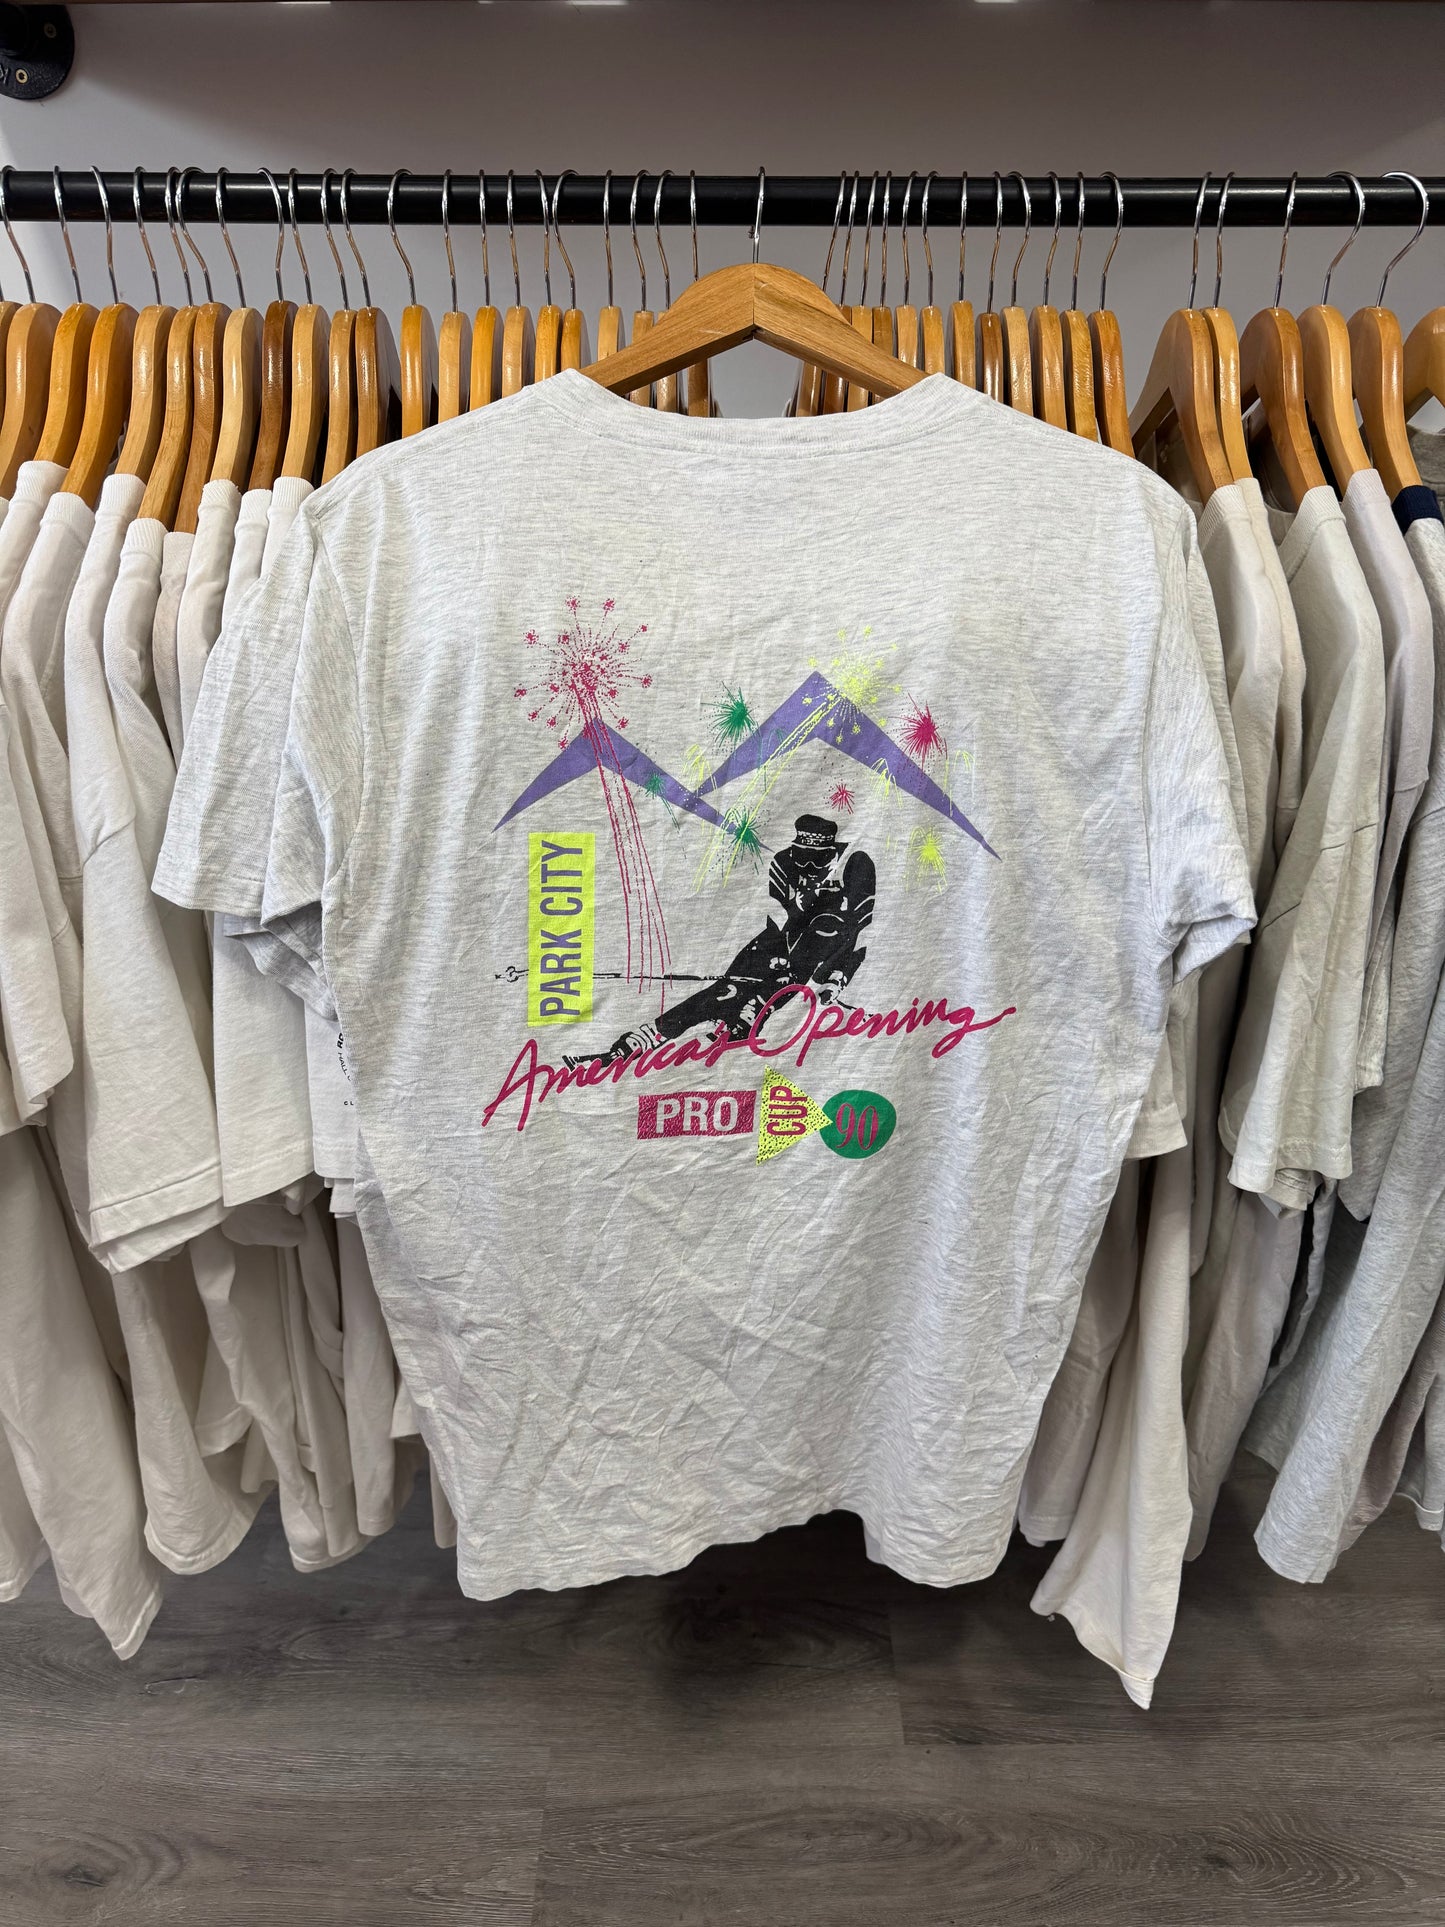 PARK CITY
America's Opening
PRO CUP 90